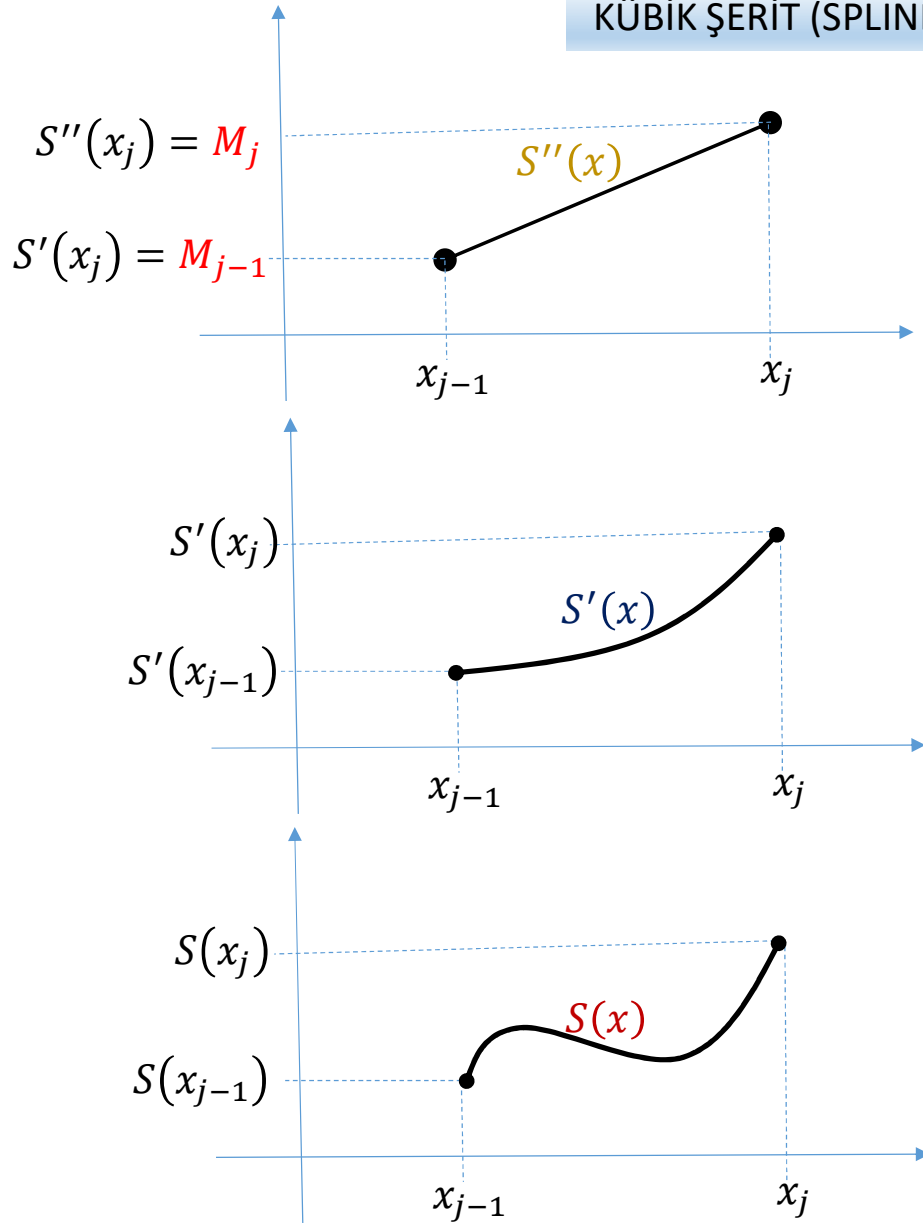 KÜBİK ŞERİT (SPLIN
S''(x_j) = M_j
S''(x)
S'(x_j) = M_{j−1}
x_{j−1}
x_j
S'(x_j)
S'(x)
S'(x_{j−1})
x_{j−1}
x_j
S(x_j)
S(x)
S(x_{j−1})
x_{j−1}
x_j